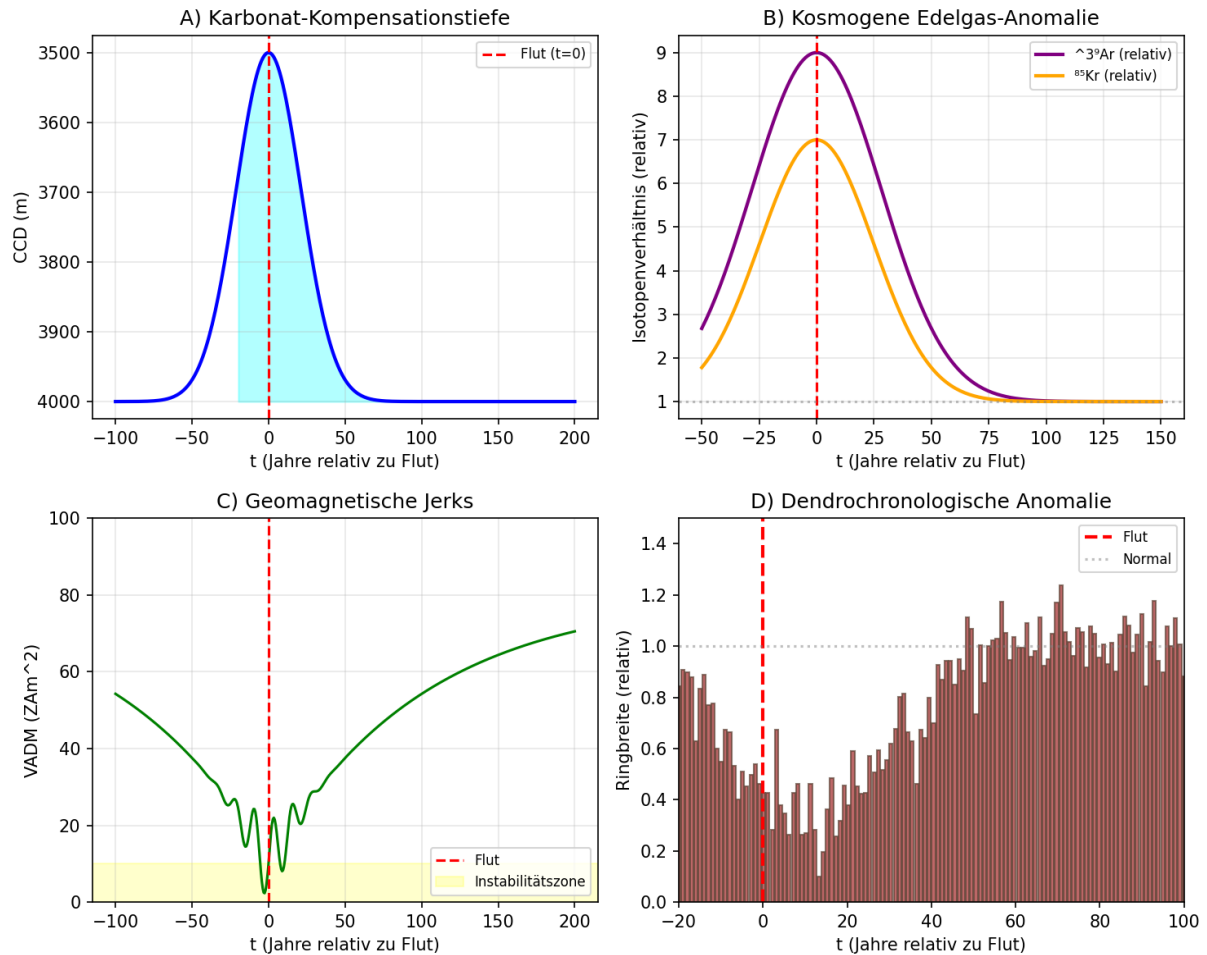 A) Karbonat-Kompensationstiefe
CCD (m)
3500
3600
3700
3800
3900
4000
Flut (t=0)
−100 −50 0 50 100 150 200
t (Jahre relativ zu Flut)
B) Kosmogene Edelgas-Anomalie
Isotopenverhältnis (relativ)
9
8
7
6
5
4
3
2
1
^3⁹Ar (relativ)
⁸⁵Kr (relativ)
−50 −25 0 25 50 75 100 125 150
t (Jahre relativ zu Flut)
C) Geomagnetische Jerks
VADM (ZAm^2)
100
80
60
40
20
0
Flut
Instabilitätszone
−100 −50 0 50 100 150 200
t (Jahre relativ zu Flut)
D) Dendrochronologische Anomalie
Ringbreite (relativ)
1.4
1.2
1.0
0.8
0.6
0.4
0.2
0.0
Flut
Normal
−20 0 20 40 60 80 100
t (Jahre relativ zu Flut)